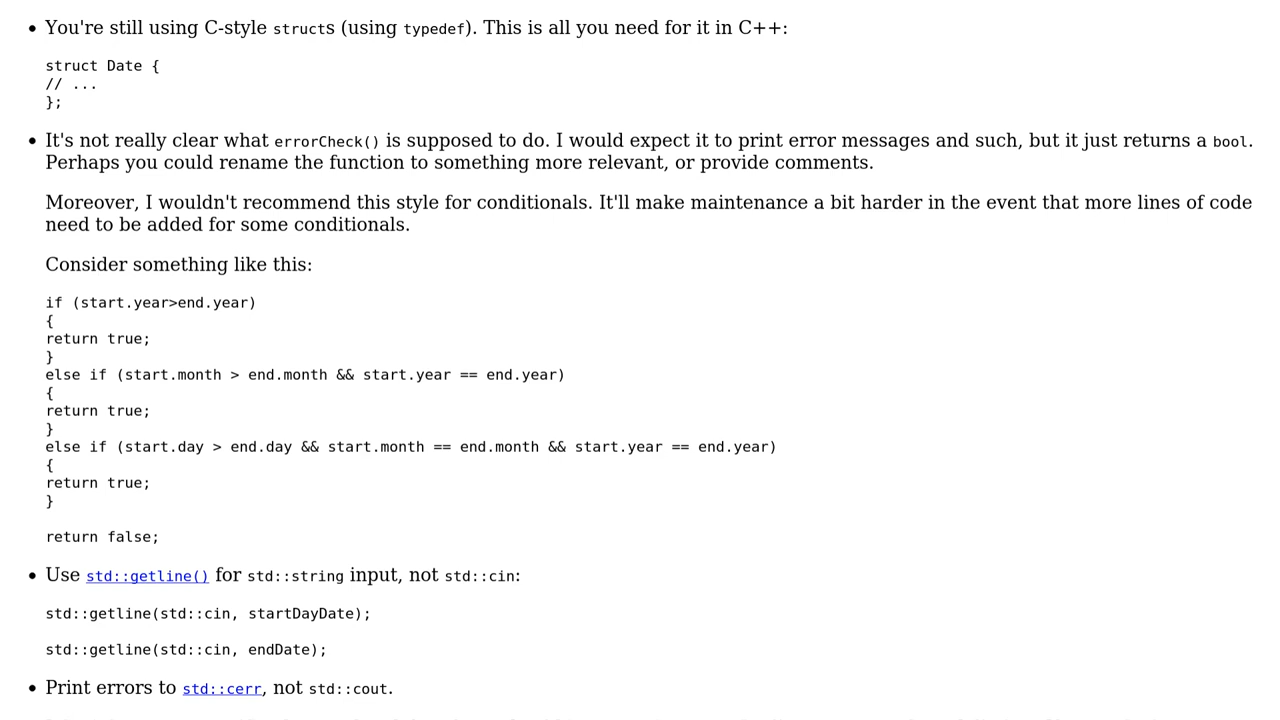 • You're still using C-style structs (using typedef). This is all you need for it in C++:
struct Date {
// ...
};
• It's not really clear what errorCheck() is supposed to do. I would expect it to print error messages and such, but it just returns a bool.
Perhaps you could rename the function to something more relevant, or provide comments.
Moreover, I wouldn't recommend this style for conditionals. It'll make maintenance a bit harder in the event that more lines of code
need to be added for some conditionals.
Consider something like this:
if (start.year>end.year)
{
return true;
}
else if (start.month > end.month && start.year == end.year)
{
return true;
}
else if (start.day > end.day && start.month == end.month && start.year == end.year)
{
return true;
}
return false;
• Use std::getline() for std::string input, not std::cin:
std::getline(std::cin, startDayDate);
std::getline(std::cin, endDate);
• Print errors to std::cerr, not std::cout.